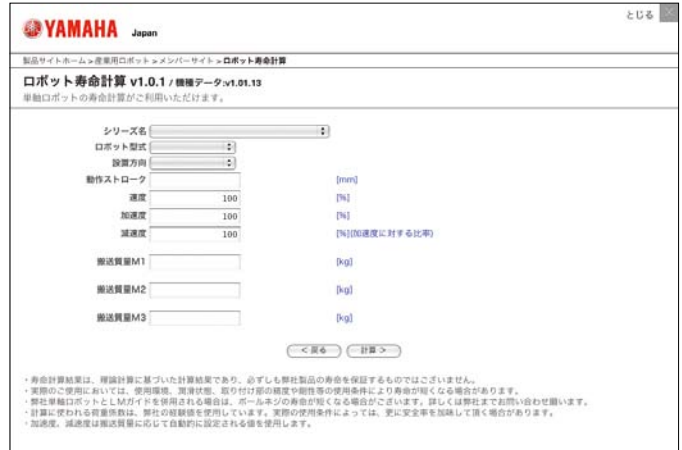 とじる
YAMAHA Japan
製品サイトホーム > 産業用ロボット > メンバーサイト > ロボット寿命計算
ロボット寿命計算 v1.0.1 / 機種データ:v1.01.13
単軸ロボットの寿命計算がご利用いただけます。
シリーズ名
ロボット型式
設置方向
動作ストローク [mm]
速度 100 [%]
加速度 100 [%]
減速度 100 [%](加速度に対する比率)
搬送質量M1 [kg]
搬送質量M2 [kg]
搬送質量M3 [kg]
< 戻る 計算 >
・寿命計算結果は、理論計算に基づいた計算結果であり、必ずしも弊社製品の寿命を保証するものではございません。
・実際のご使用においては、使用環境、潤滑状態、取り付け部の精度や剛性等の使用条件により寿命が短くなる場合があります。
・弊社単軸ロボットとLMガイドを併用される場合は、ボールネジの寿命が短くなる場合がございます。詳しくは弊社までお問い合わせ願います。
・計算に使われる荷重係数は、弊社の経験値を使用しています。実際の使用条件によっては、更に安全率を加味して頂く場合があります。
・加速度、減速度は搬送質量に応じて自動的に設定される値を使用します。